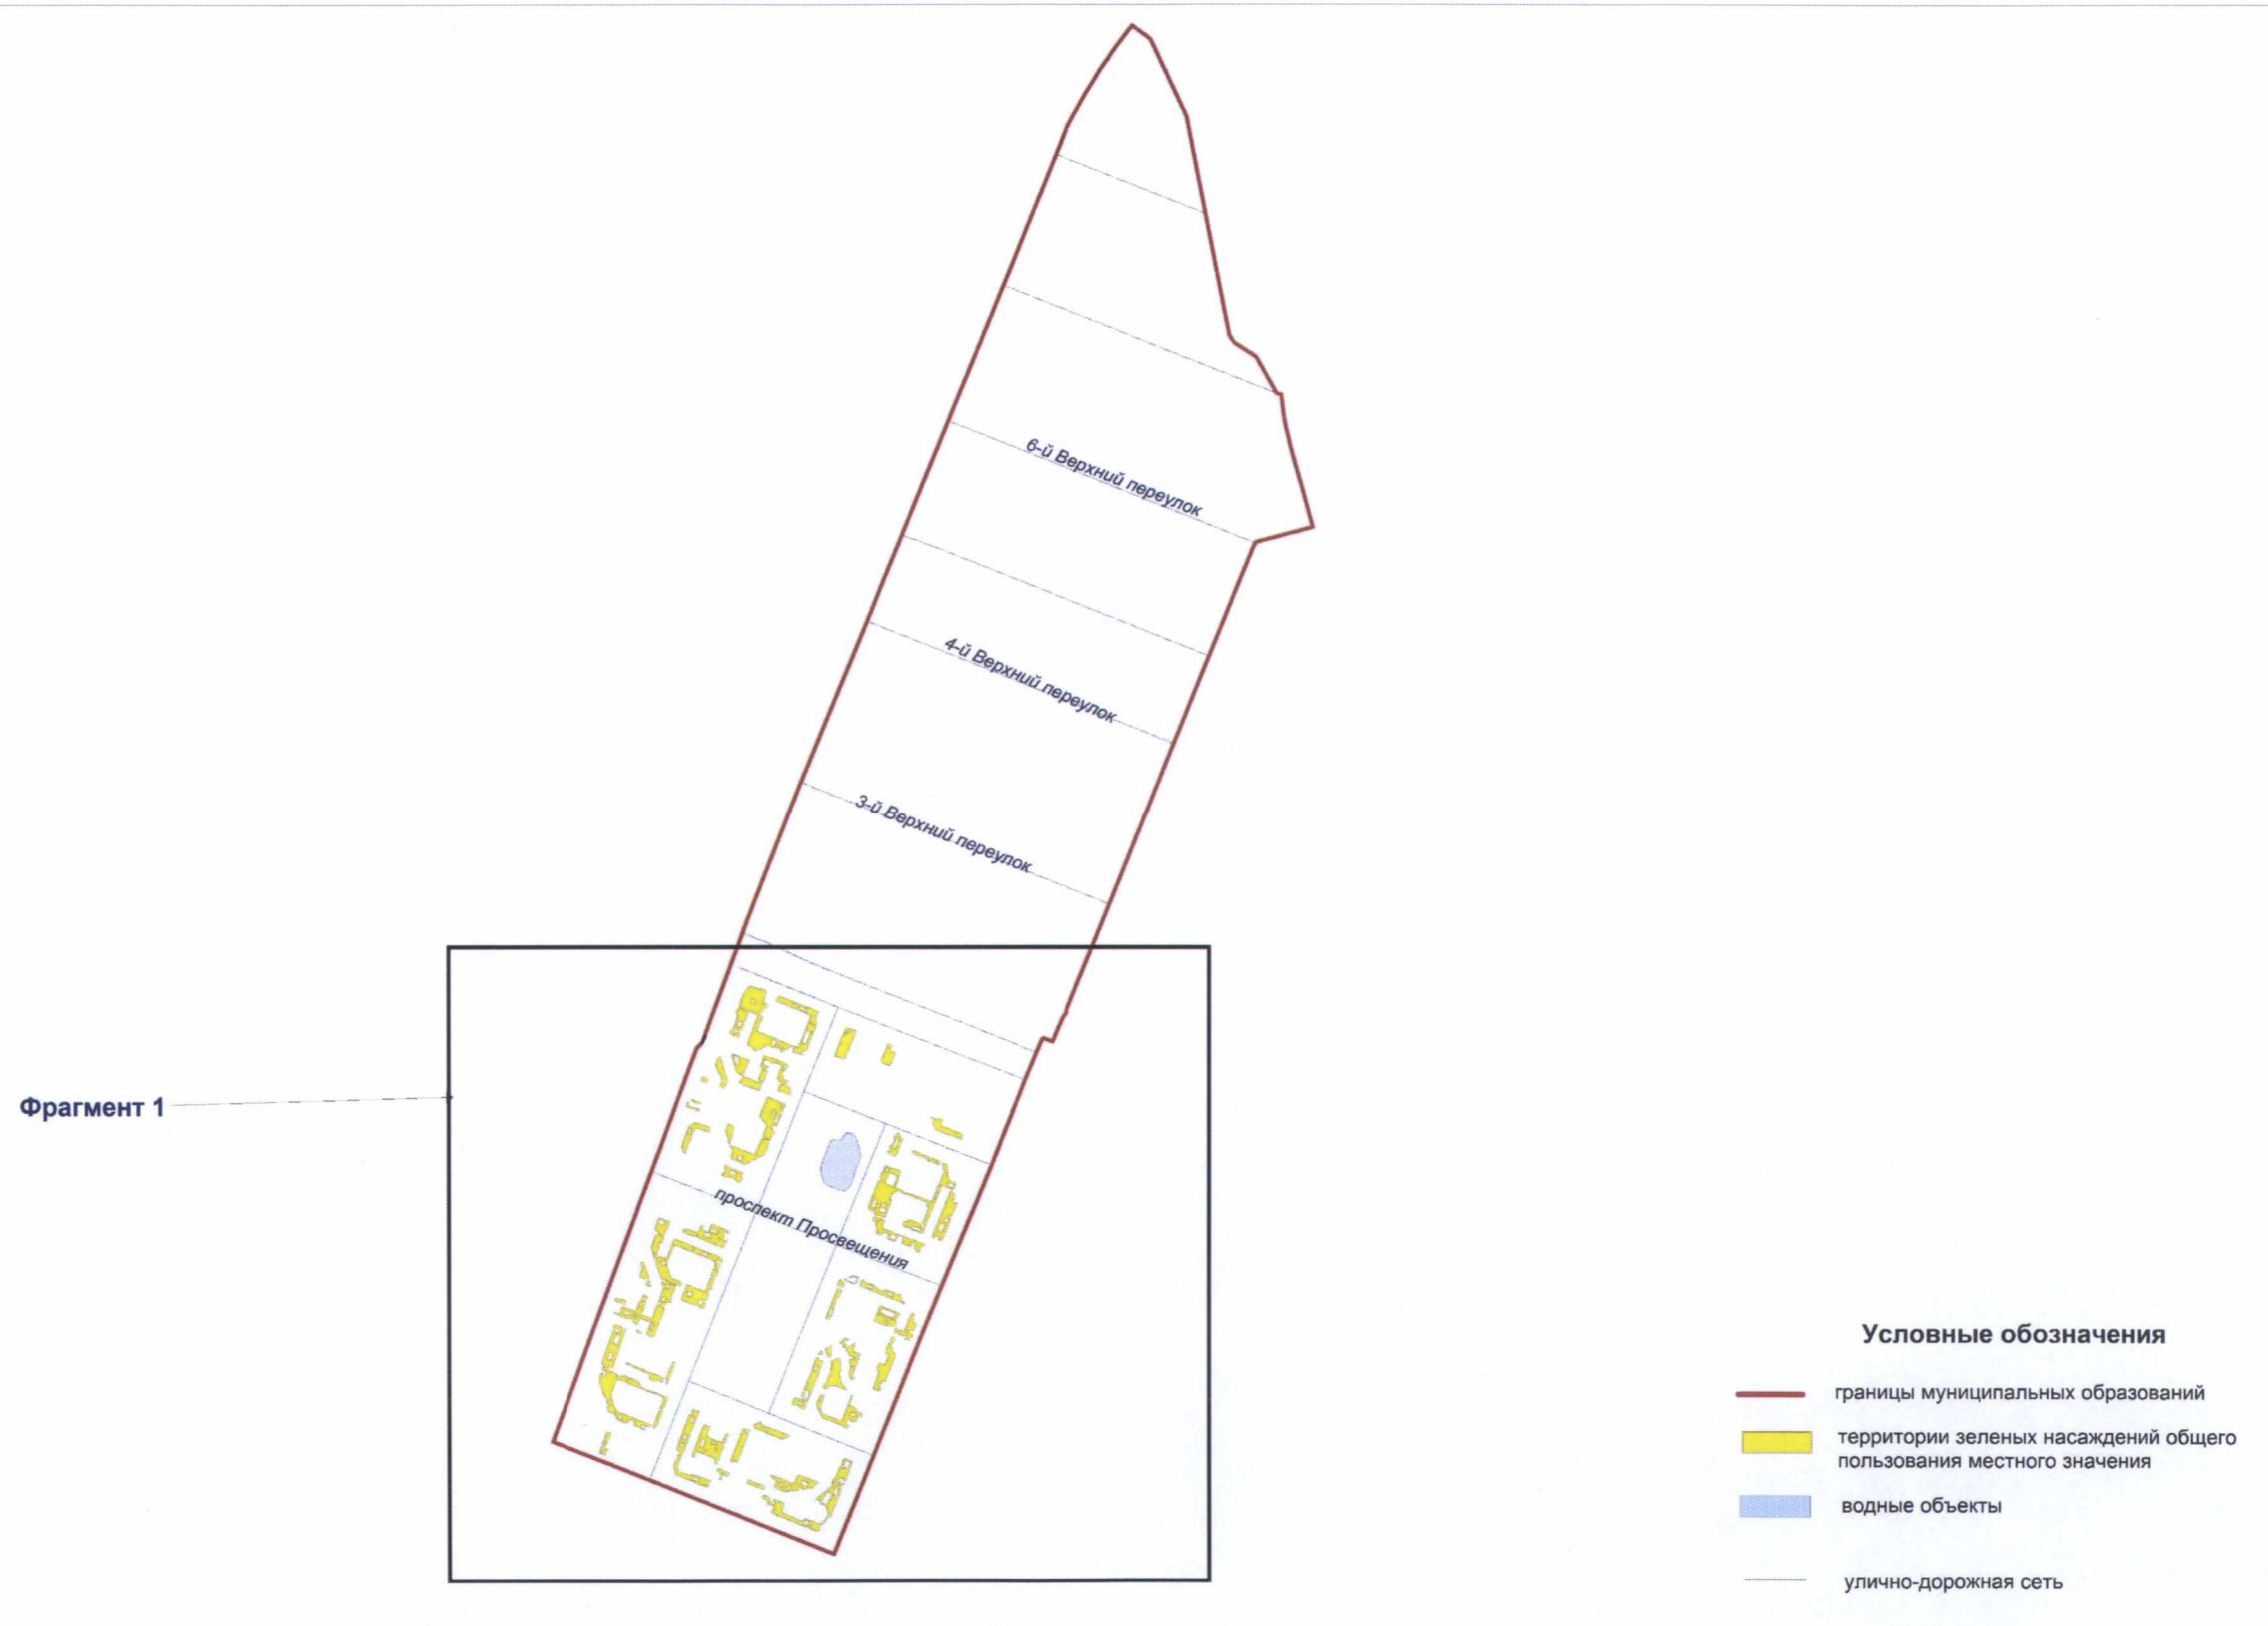 6-й Верхний переулок
4-й Верхний переулок
3-й Верхний переулок
Фрагмент 1
проспект Просвещения
Условные обозначения
границы муниципальных образований
территории зеленых насаждений общего
пользования местного значения
водные объекты
улично-дорожная сеть